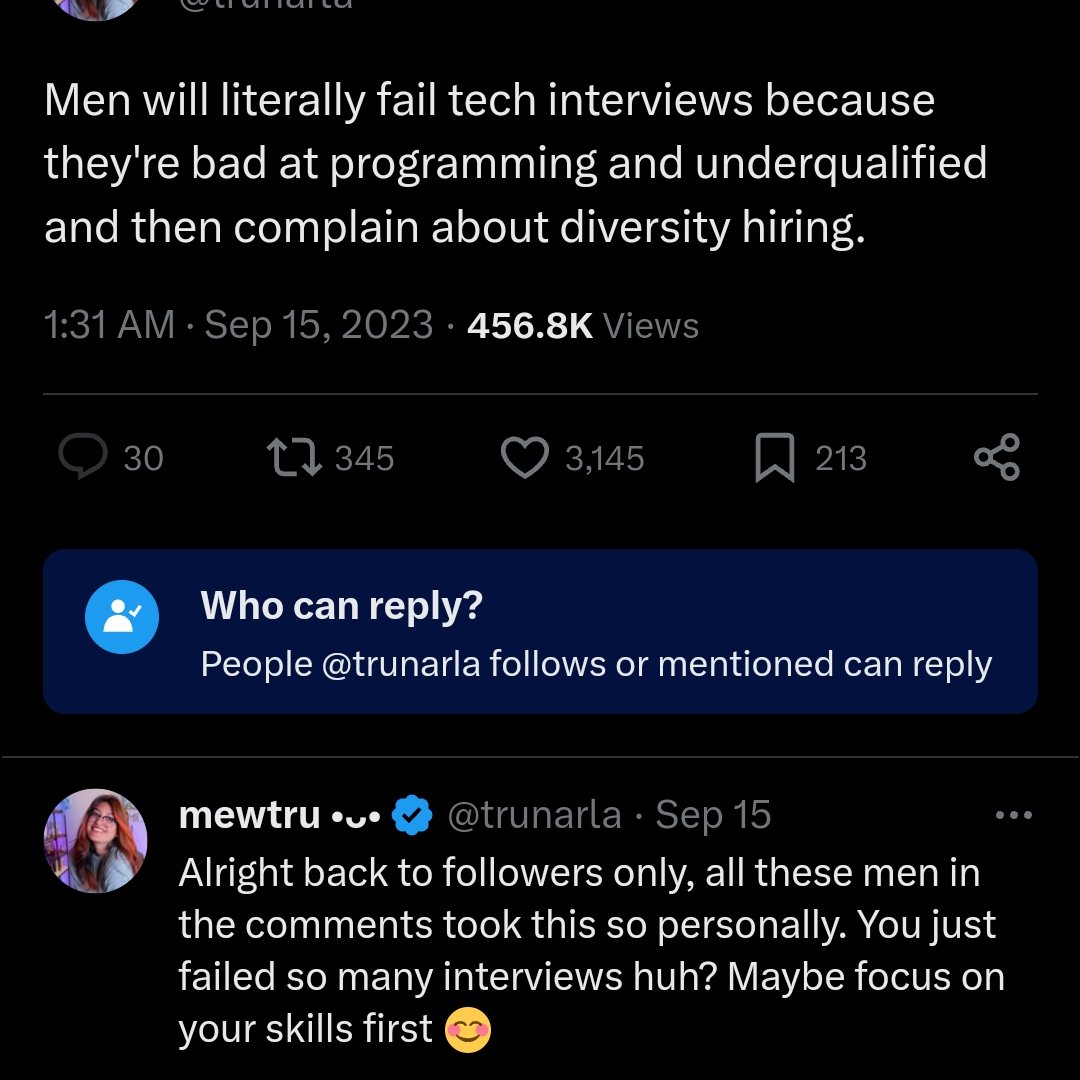 @trunarla
Men will literally fail tech interviews because
they're bad at programming and underqualified
and then complain about diversity hiring.
1:31 AM · Sep 15, 2023 · 456.8K Views
30 345 3,145 213
Who can reply?
People @trunarla follows or mentioned can reply
mewtru •ᴗ• @trunarla · Sep 15
Alright back to followers only, all these men in
the comments took this so personally. You just
failed so many interviews huh? Maybe focus on
your skills first 😊